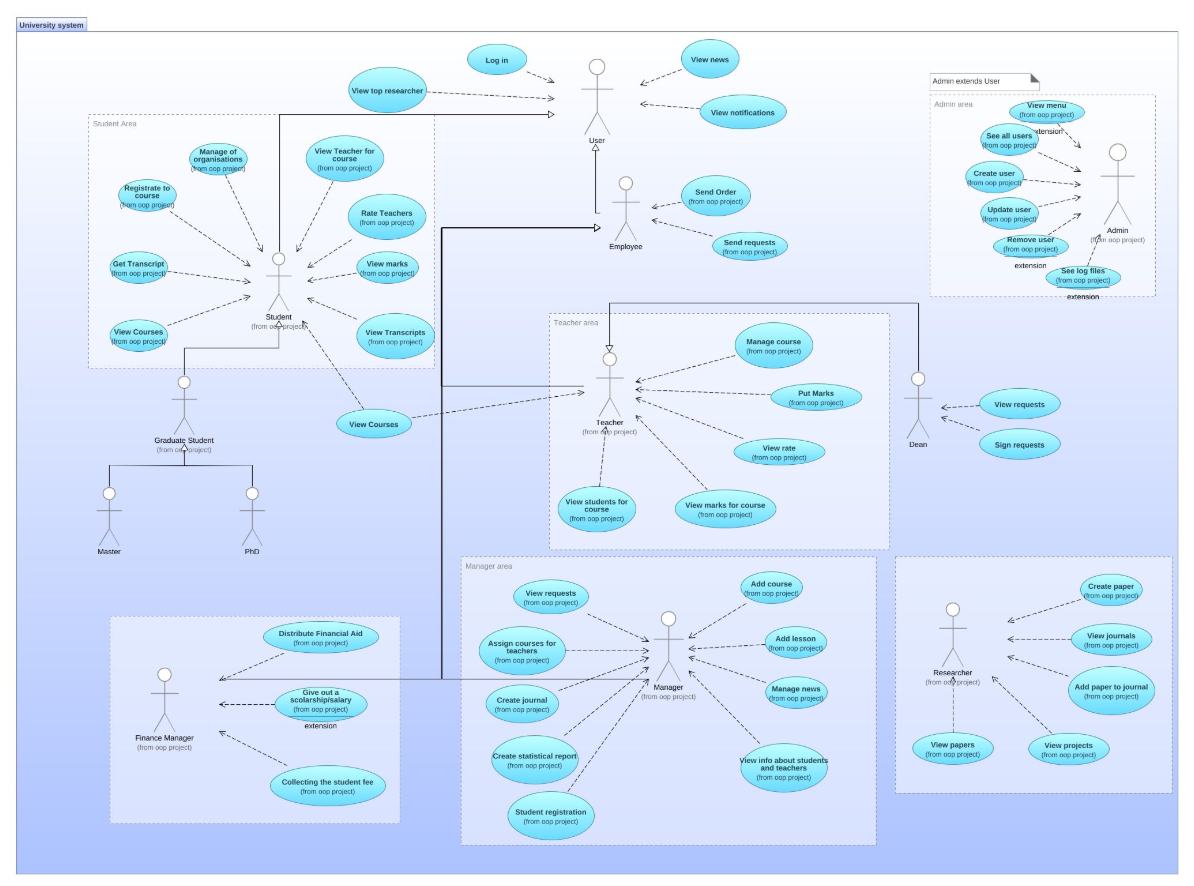 University system
Log in
View news
View top researcher
View notifications
User
Admin extends User
Admin area
View menu
(from oop project)
extension
See all users
(from oop project)
Create user
(from oop project)
Update user
(from oop project)
Remove user
(from oop project)
extension
See log files
(from oop project)
extension
Admin
(from oop project)
Student Area
Manage of
organisations
(from oop project)
View Teacher for
course
(from oop project)
Registrate to
course
(from oop project)
Rate Teachers
(from oop project)
Get Transcript
(from oop project)
View marks
(from oop project)
View Courses
(from oop project)
View Transcripts
(from oop project)
Student
(from oop project)
Send Order
(from oop project)
Send requests
(from oop project)
Employee
Graduate Student
(from oop project)
Master
PhD
View Courses
Teacher area
Manage course
(from oop project)
Put Marks
(from oop project)
View rate
(from oop project)
View marks for course
(from oop project)
View students for
course
(from oop project)
Teacher
(from oop project)
Dean
View requests
Sign requests
Manager area
View requests
(from oop project)
Add course
(from oop project)
Assign courses for
teachers
(from oop project)
Add lesson
(from oop project)
Create journal
(from oop project)
Manage news
(from oop project)
Create statistical report
(from oop project)
View info about students
and teachers
(from oop project)
Student registration
(from oop project)
Manager
(from oop project)
Distribute Financial Aid
(from oop project)
Give out a
scolarship/salary
(from oop project)
extension
Collecting the student fee
(from oop project)
Finance Manager
(from oop project)
Create paper
(from oop project)
View journals
(from oop project)
Add paper to journal
(from oop project)
View papers
(from oop project)
View projects
(from oop project)
Researcher
(from oop project)